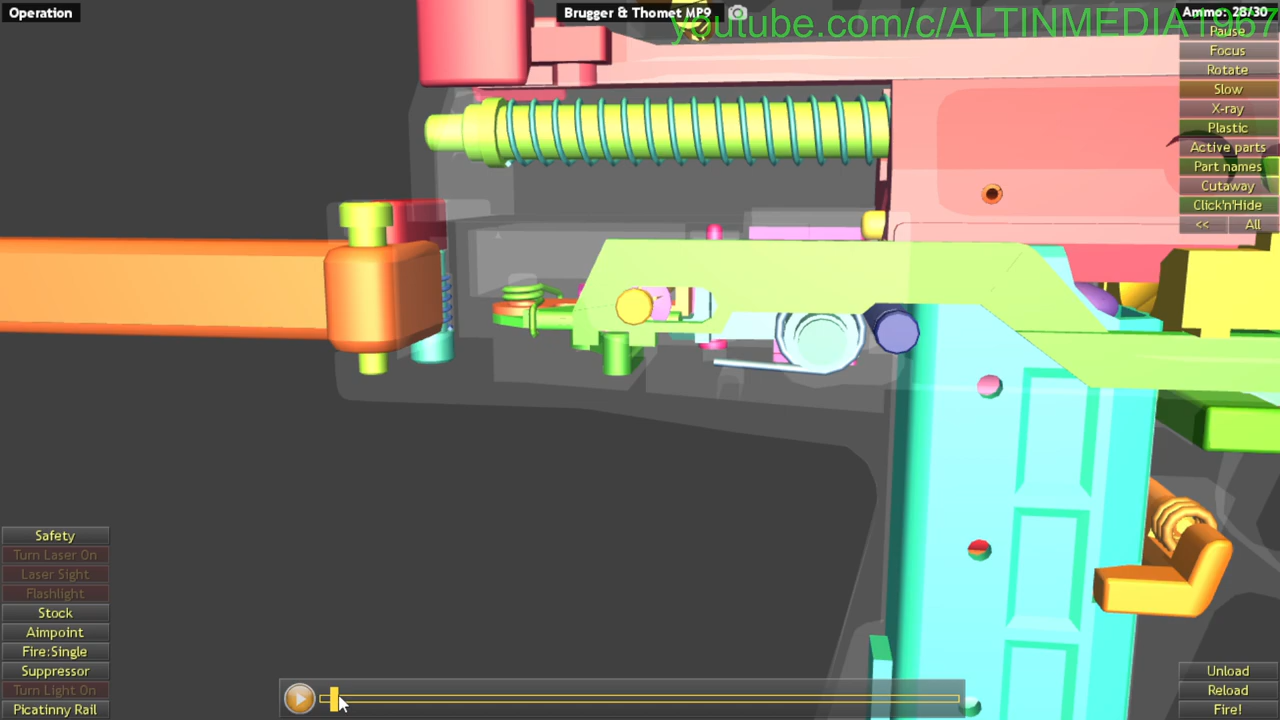 Operation
Brugger & Thomet MP9
Ammo: 28/30
youtube.com/c/ALTINMEDIA1967
Pause
Focus
Rotate
Slow
X-ray
Plastic
Active parts
Part names
Cutaway
Click'n'Hide
<< All
Safety
Turn Laser On
Laser Sight
Flashlight
Stock
Aimpoint
Fire:Single
Suppressor
Turn Light On
Picatinny Rail
Unload
Reload
Fire!